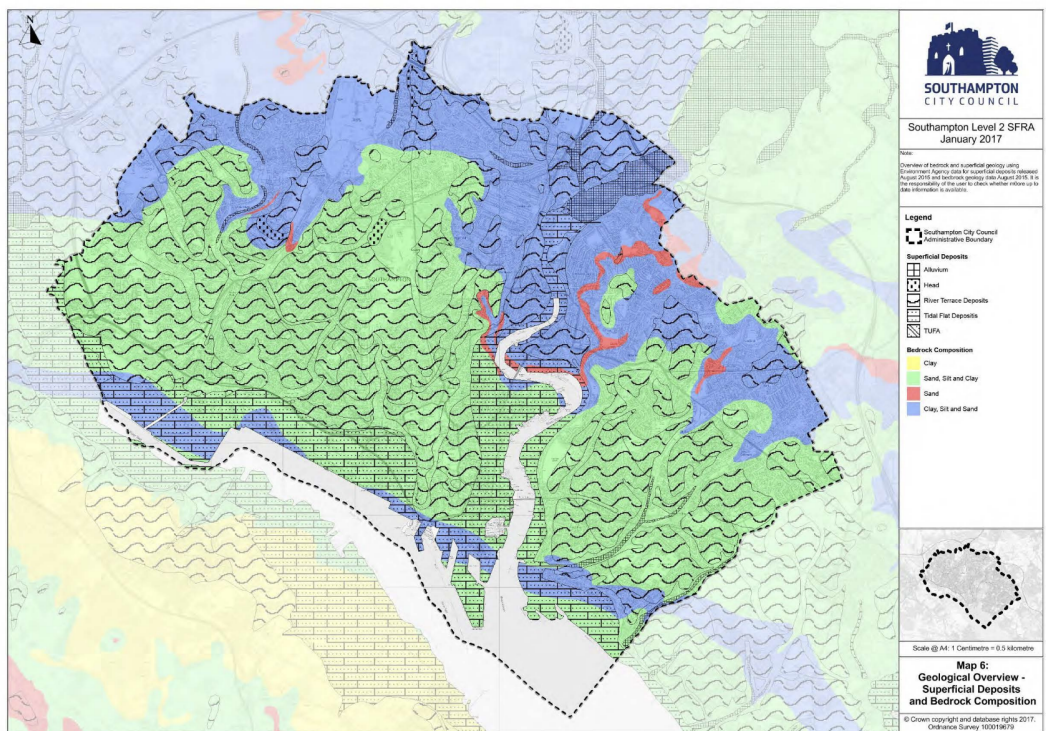 N
SOUTHAMPTON
SOUTHAMPTON
CITY COUNCIL
Southampton Level 2 SFRA
January 2017
Note:
Overview of bedrock and superficial geology using
Environment Agency data for superficial deposits released
August 2015 and bedrock geology data August 2015. It is
the responsibility of the user to check whether more up to
date information is available.
Legend
Southampton City Council
Administrative Boundary
Superficial Deposits
Alluvium
Head
River Terrace Deposits
Tidal Flat Depositis
TUFA
Bedrock Composition
Clay
Sand, Silt and Clay
Sand
Clay, Silt and Sand
Scale @ A4: 1 Centimetre = 0.5 kilometre
Map 6:
Geological Overview -
Superficial Deposits
and Bedrock Composition
© Crown copyright and database rights 2017.
Ordnance Survey 100019679